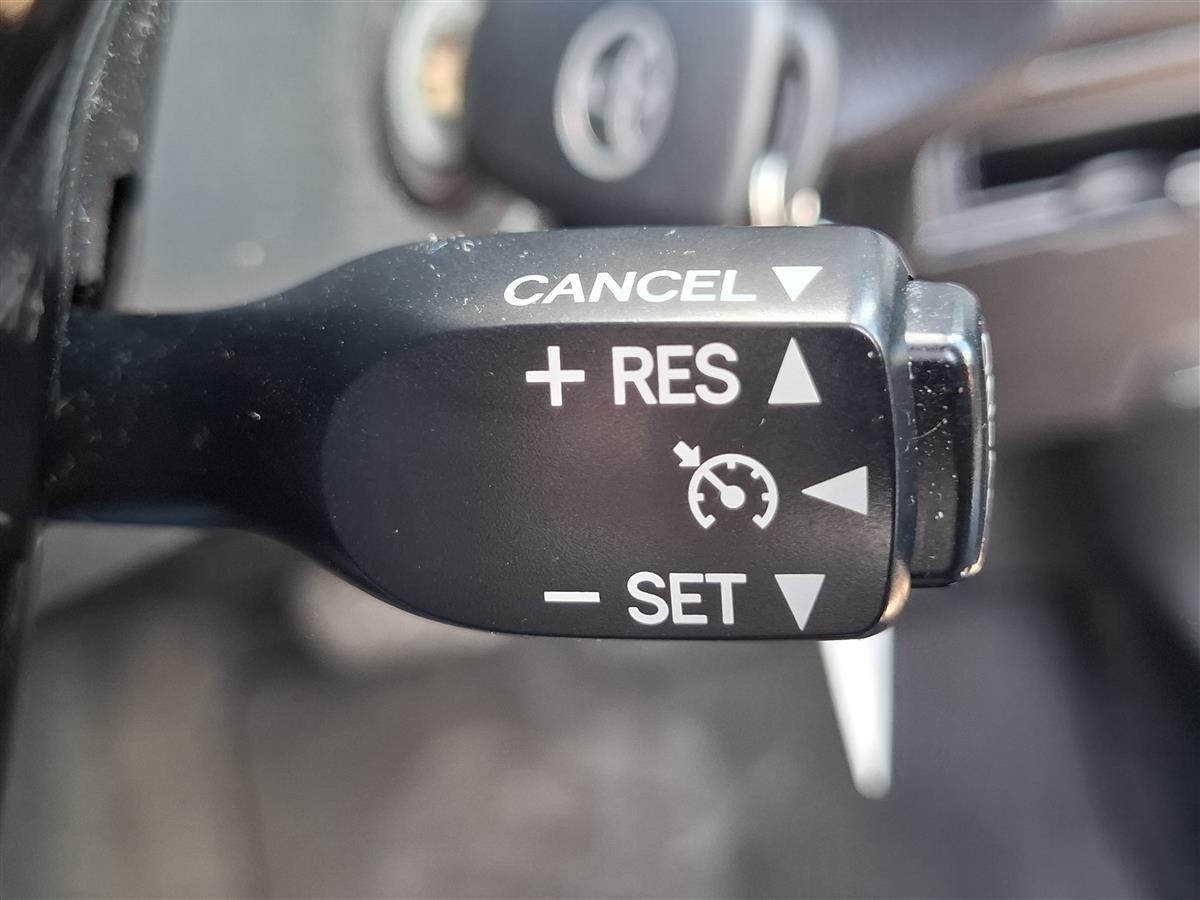 CANCEL ▼
+ RES ▲
◀
− SET ▼